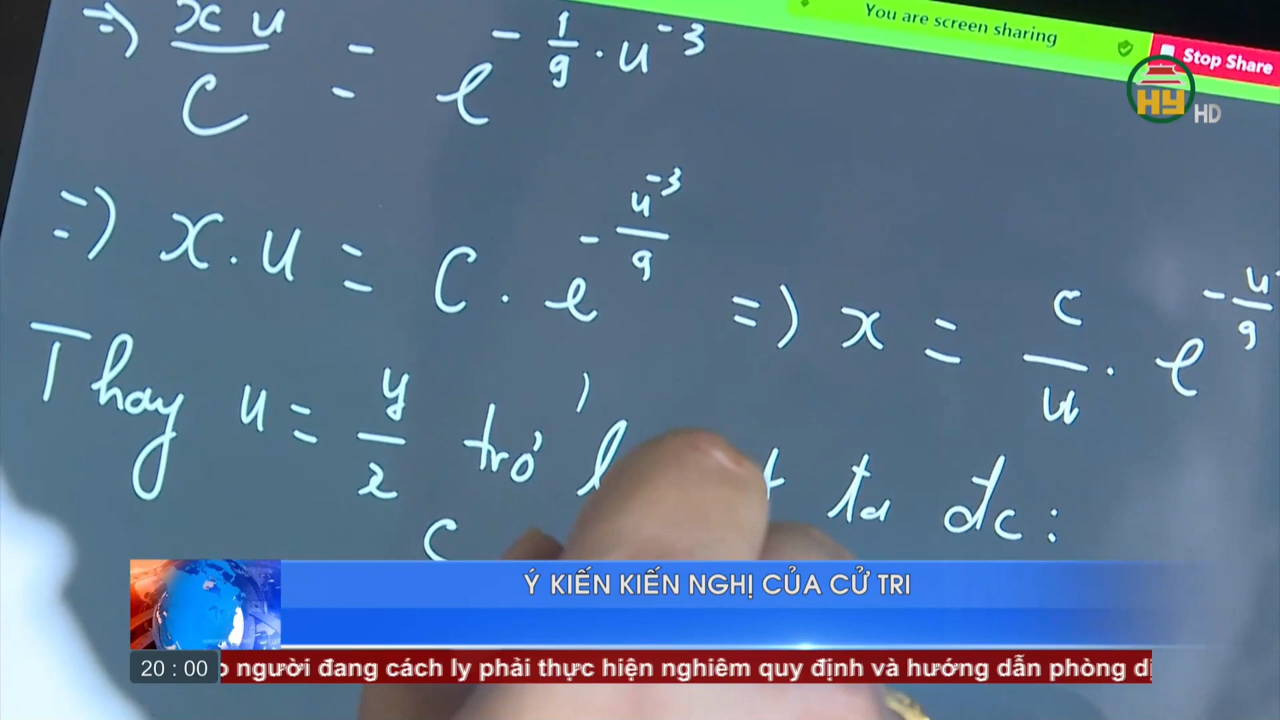 You are screen sharing
Stop Share
HY HD
=> xu/C = e^(-1/9 . u^-3)
=> x.u = C . e^(-u^-3/9) => x = c/u . e^(-u/9)
Thay u = y/2 trở l ta đc:
C
Ý KIẾN KIẾN NGHỊ CỦA CỬ TRI
20 : 00 người đang cách ly phải thực hiện nghiêm quy định và hướng dẫn phòng